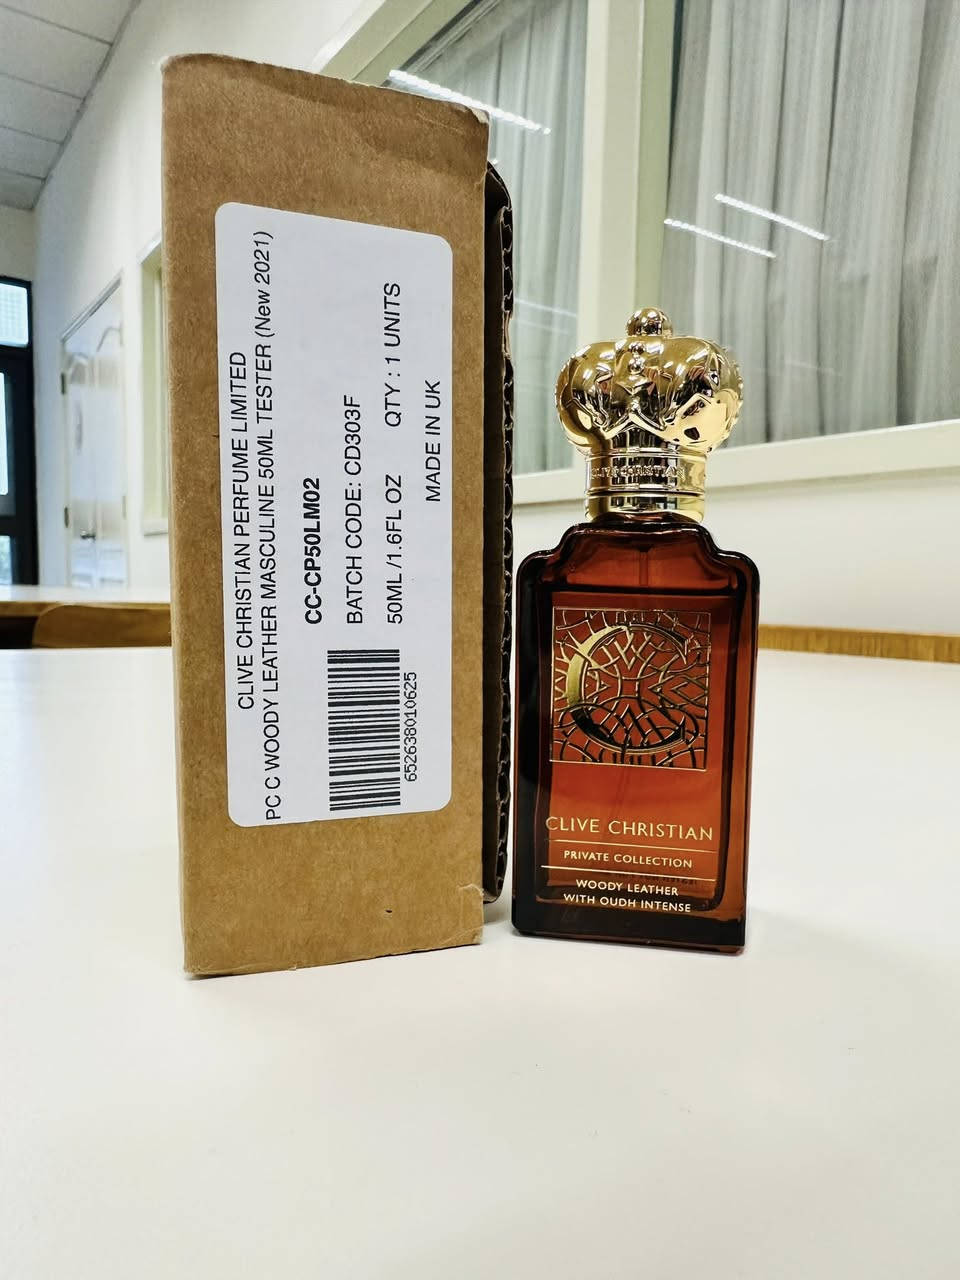 CLIVE CHRISTIAN PERFUME LIMITED
PC C WOODY LEATHER MASCULINE 50ML TESTER (New 2021)
CC-CP50LM02
BATCH CODE: CD303F
50ML /1.6FL OZ QTY : 1 UNITS
MADE IN UK
652638010625
CLIVE CHRISTIAN
C
CLIVE CHRISTIAN
PRIVATE COLLECTION
WOODY LEATHER
WITH OUDH INTENSE